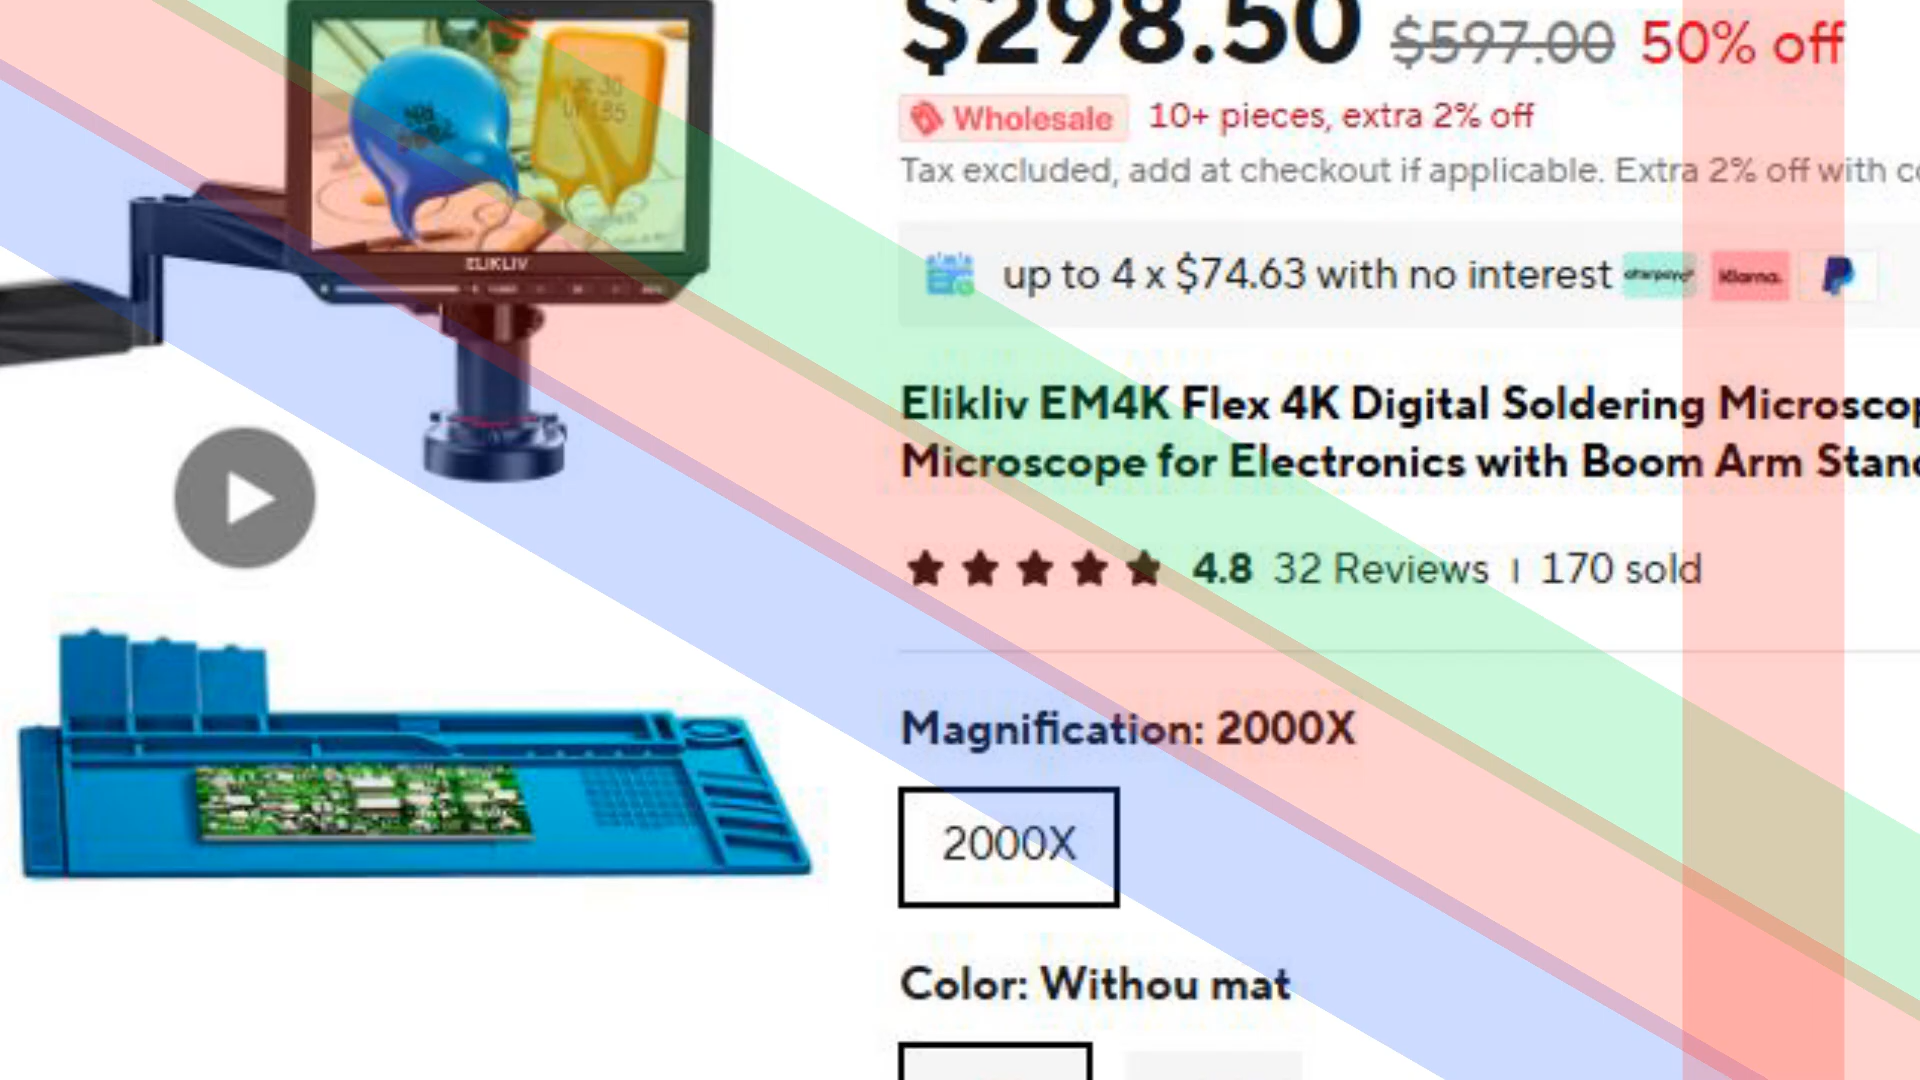 $298.50 $597.00 50% off
Wholesale 10+ pieces, extra 2% off
Tax excluded, add at checkout if applicable. Extra 2% off with
up to 4 x $74.63 with no interest afterpay Klarna.
ELIKLIV
Elikliv EM4K Flex 4K Digital Soldering Microscop
Microscope for Electronics with Boom Arm Stand
4.8 32 Reviews | 170 sold
Magnification: 2000X
2000X
Color: Withou mat